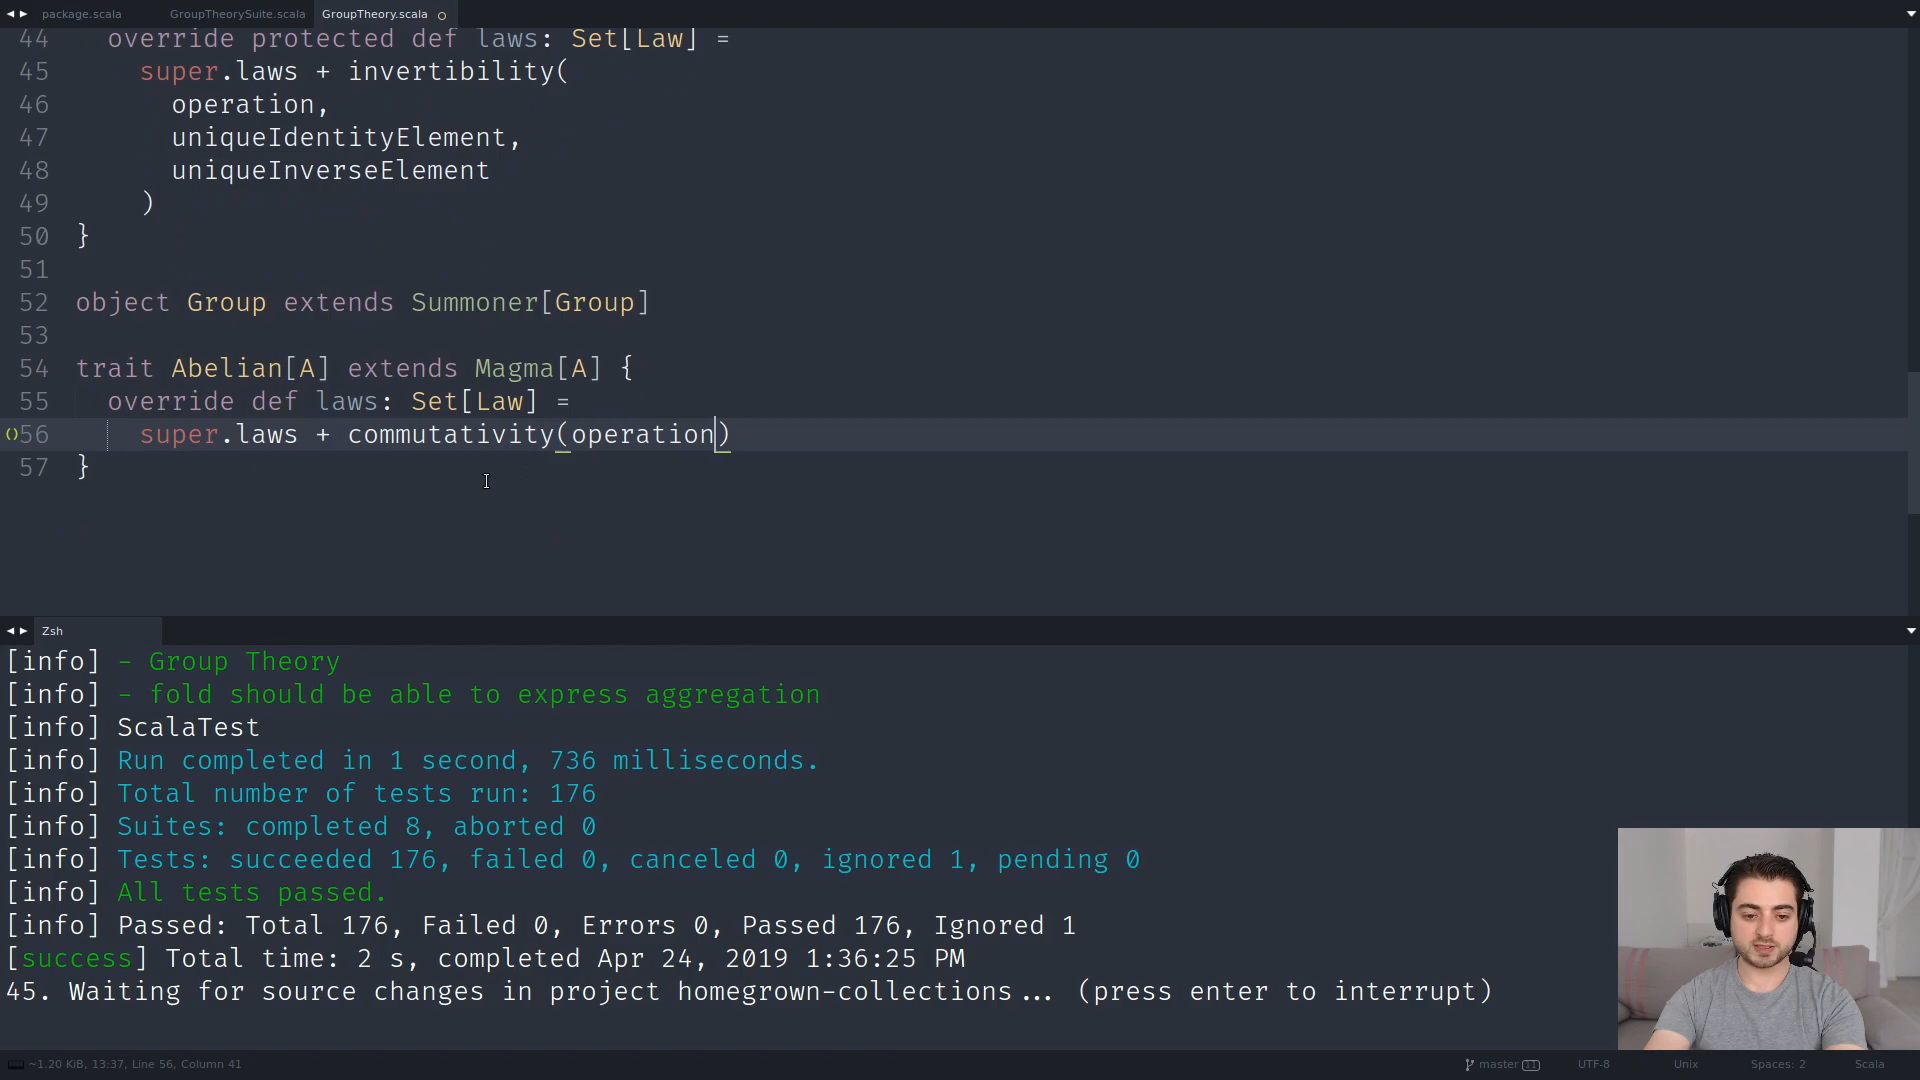 package.scala GroupTheorySuite.scala GroupTheory.scala
44 override protected def laws: Set[Law] =
45 super.laws + invertibility(
46 operation,
47 uniqueIdentityElement,
48 uniqueInverseElement
49 )
50 }
51
52 object Group extends Summoner[Group]
53
54 trait Abelian[A] extends Magma[A] {
55 override def laws: Set[Law] =
()56 super.laws + commutativity(operation)
57 }
Zsh
[info] - Group Theory
[info] - fold should be able to express aggregation
[info] ScalaTest
[info] Run completed in 1 second, 736 milliseconds.
[info] Total number of tests run: 176
[info] Suites: completed 8, aborted 0
[info] Tests: succeeded 176, failed 0, canceled 0, ignored 1, pending 0
[info] All tests passed.
[info] Passed: Total 176, Failed 0, Errors 0, Passed 176, Ignored 1
[success] Total time: 2 s, completed Apr 24, 2019 1:36:25 PM
45. Waiting for source changes in project homegrown-collections... (press enter to interrupt)
~1.20 KiB, 13:37, Line 56, Column 41 master 11 UTF-8 Unix Spaces: 2 Scala